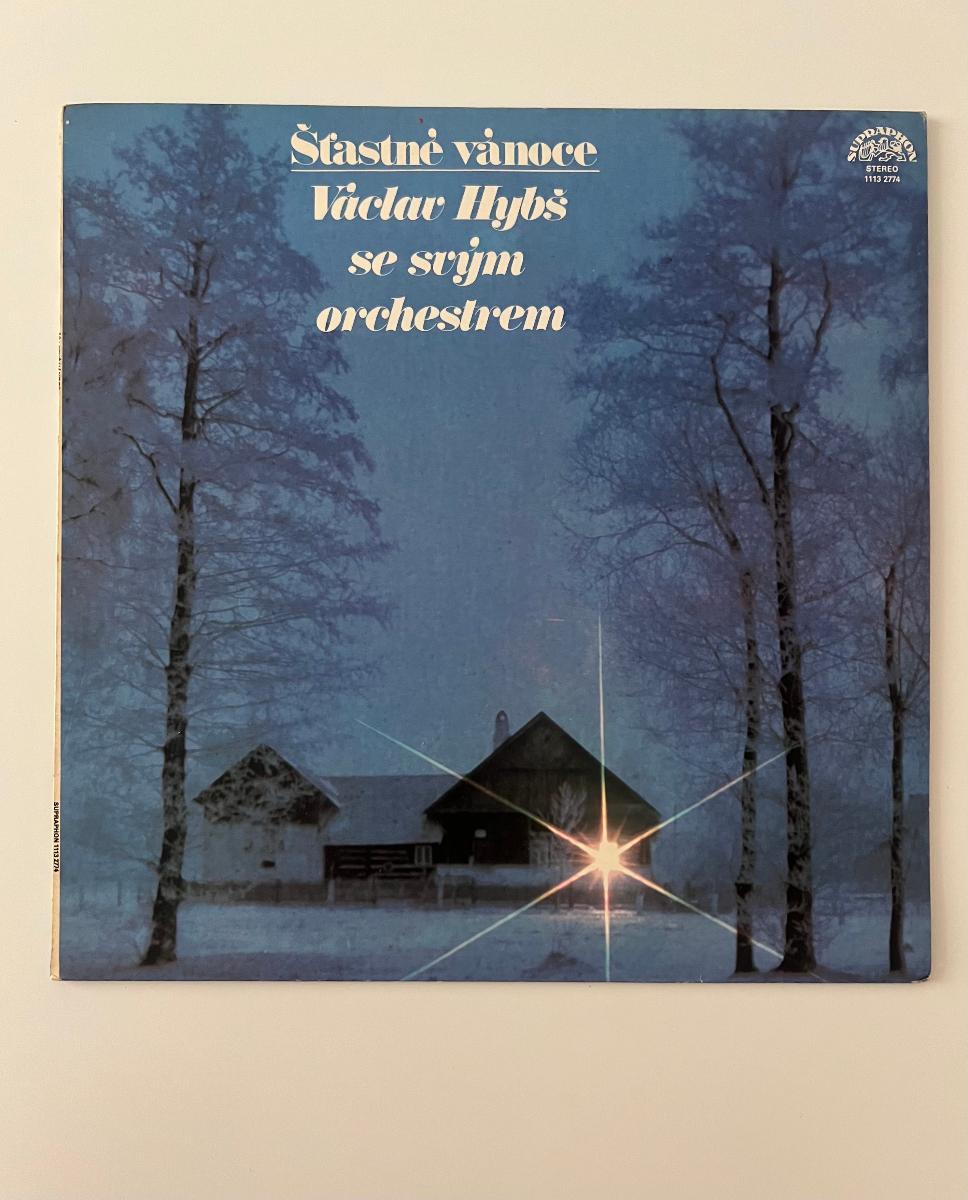 Šťastné vánoce
Václav Hybš
se svým
orchestrem
SUPRAPHON
STEREO
1113 2774
SUPRAPHON 1113 2774